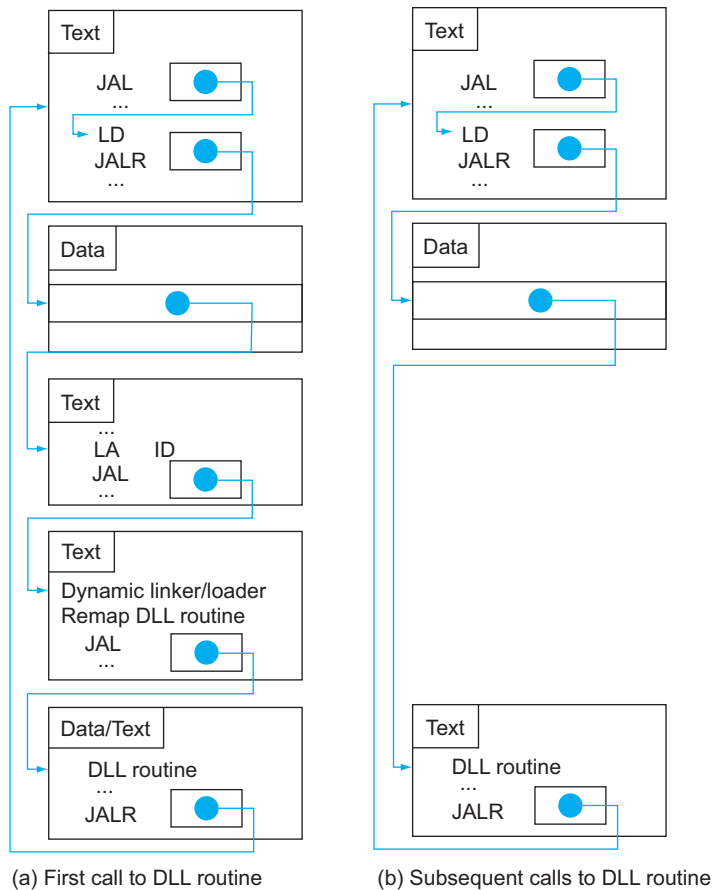 Text
JAL
...
LD
JALR
...
Data
Text
...
LA ID
JAL
...
Text
Dynamic linker/loader
Remap DLL routine
JAL
...
Data/Text
DLL routine
...
JALR
(a) First call to DLL routine
Text
JAL
...
LD
JALR
...
Data
Text
DLL routine
...
JALR
(b) Subsequent calls to DLL routine